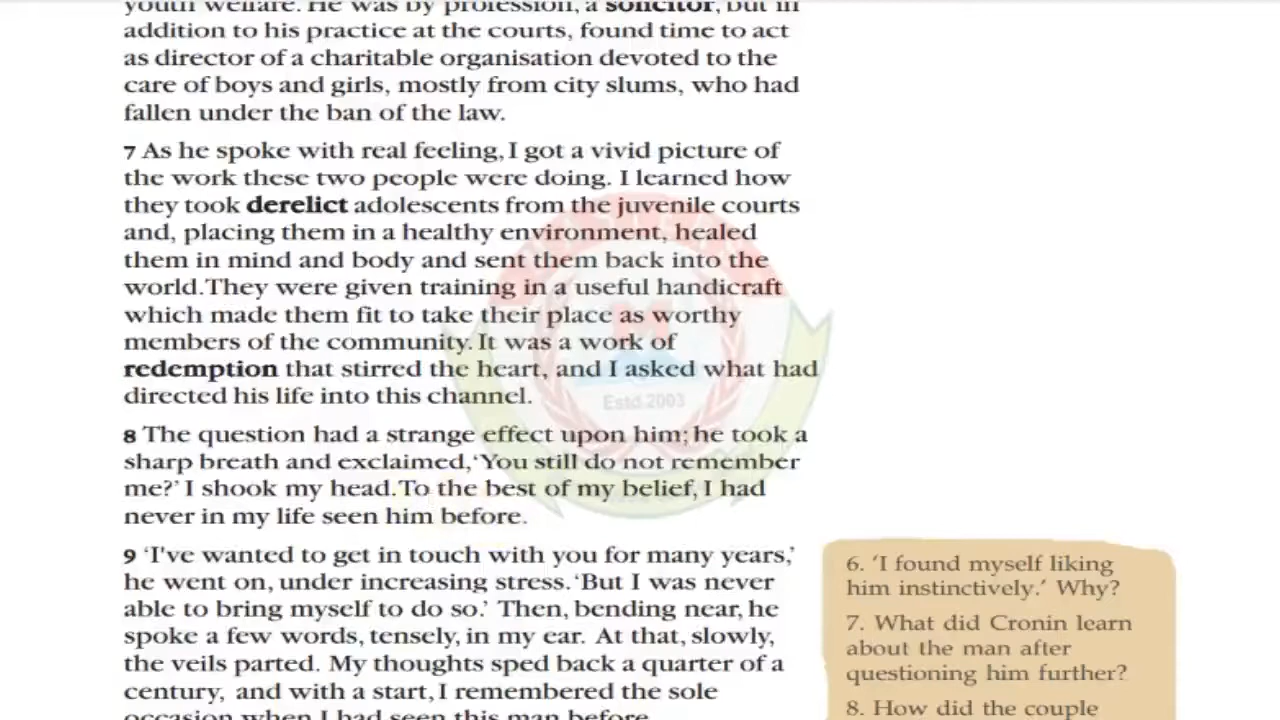 youth welfare. He was by profession, a solicitor, but in
addition to his practice at the courts, found time to act
as director of a charitable organisation devoted to the
care of boys and girls, mostly from city slums, who had
fallen under the ban of the law.
7 As he spoke with real feeling, I got a vivid picture of
the work these two people were doing. I learned how
they took derelict adolescents from the juvenile courts
and, placing them in a healthy environment, healed
them in mind and body and sent them back into the
world. They were given training in a useful handicraft
which made them fit to take their place as worthy
members of the community. It was a work of
redemption that stirred the heart, and I asked what had
directed his life into this channel.
Estd.2003
8 The question had a strange effect upon him; he took a
sharp breath and exclaimed, 'You still do not remember
me?' I shook my head. To the best of my belief, I had
never in my life seen him before.
9 'I've wanted to get in touch with you for many years,'
he went on, under increasing stress. 'But I was never
able to bring myself to do so.' Then, bending near, he
spoke a few words, tensely, in my ear. At that, slowly,
the veils parted. My thoughts sped back a quarter of a
century, and with a start, I remembered the sole
occasion when I had seen this man before.
6. 'I found myself liking
him instinctively.' Why?
7. What did Cronin learn
about the man after
questioning him further?
8. How did the couple